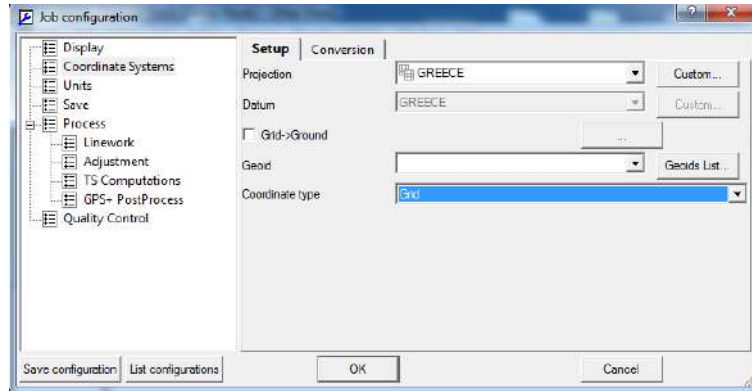 Job configuration
Display
Coordinate Systems
Units
Save
Process
Linework
Adjustment
TS Computations
GPS+ PostProcess
Quality Control
Setup Conversion
Projection GREECE Custom...
Datum GREECE Custom...
Grid->Ground ...
Geoid Geoids List...
Coordinate type Grid
Save configuration List configurations OK Cancel